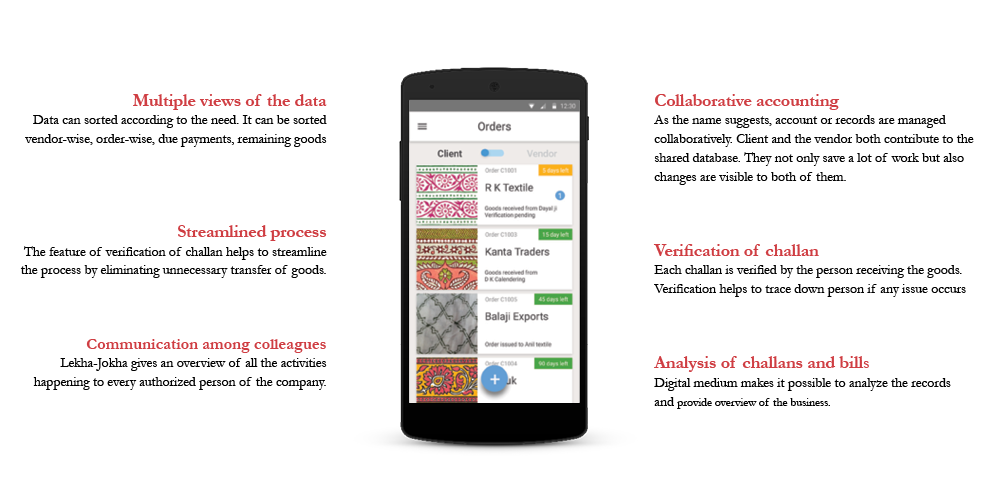 Multiple views of the data
Data can sorted according to the need. It can be sorted
vendor-wise, order-wise, due payments, remaining goods
Streamlined process
The feature of verification of challan helps to streamline
the process by eliminating unnecessary transfer of goods.
Communication among colleagues
Lekha-Jokha gives an overview of all the activities
happening to every authorized person of the company.
12:30
Orders
Client
Vendor
Order C1801
5 days left
R K Textile
1
Goods received from Dayal ji
Verification pending
Order C1803
15 day left
Kanta Traders
Goods received from
D K Calendering
Order C1805
45 days left
Balaji Exports
Order issued to Anil textile
Order C1804
90 days left
+
uk
Collaborative accounting
As the name suggests, account or records are managed
collaboratively. Client and the vendor both contribute to the
shared database. They not only save a lot of work but also
changes are visible to both of them.
Verification of challan
Each challan is verified by the person receiving the goods.
Verification helps to trace down person if any issue occurs
Analysis of challans and bills
Digital medium makes it possible to analyze the records
and provide overview of the business.